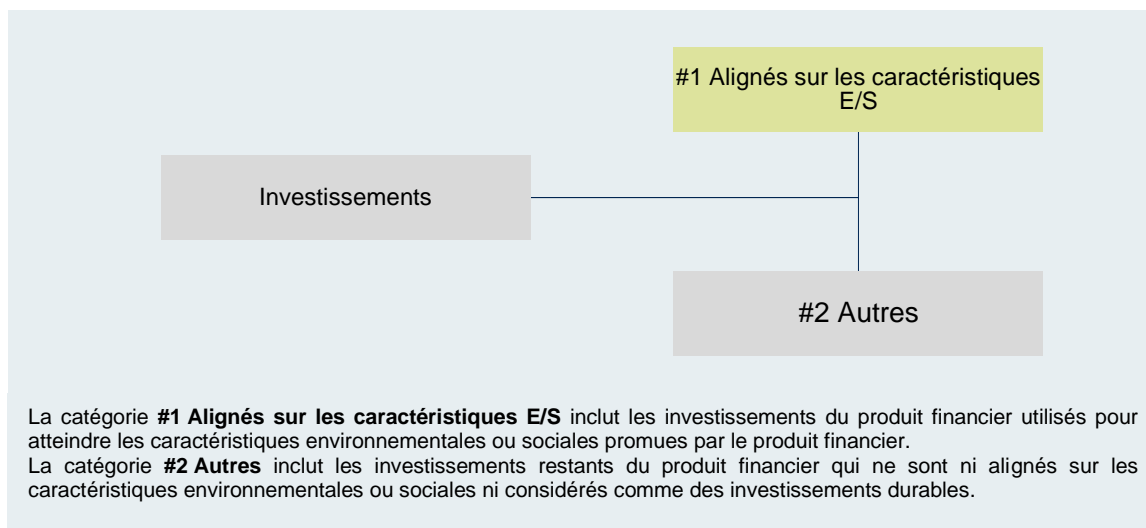 #1 Alignés sur les caractéristiques
E/S
Investissements
#2 Autres
La catégorie #1 Alignés sur les caractéristiques E/S inclut les investissements du produit financier utilisés pour
atteindre les caractéristiques environnementales ou sociales promues par le produit financier.
La catégorie #2 Autres inclut les investissements restants du produit financier qui ne sont ni alignés sur les
caractéristiques environnementales ou sociales ni considérés comme des investissements durables.